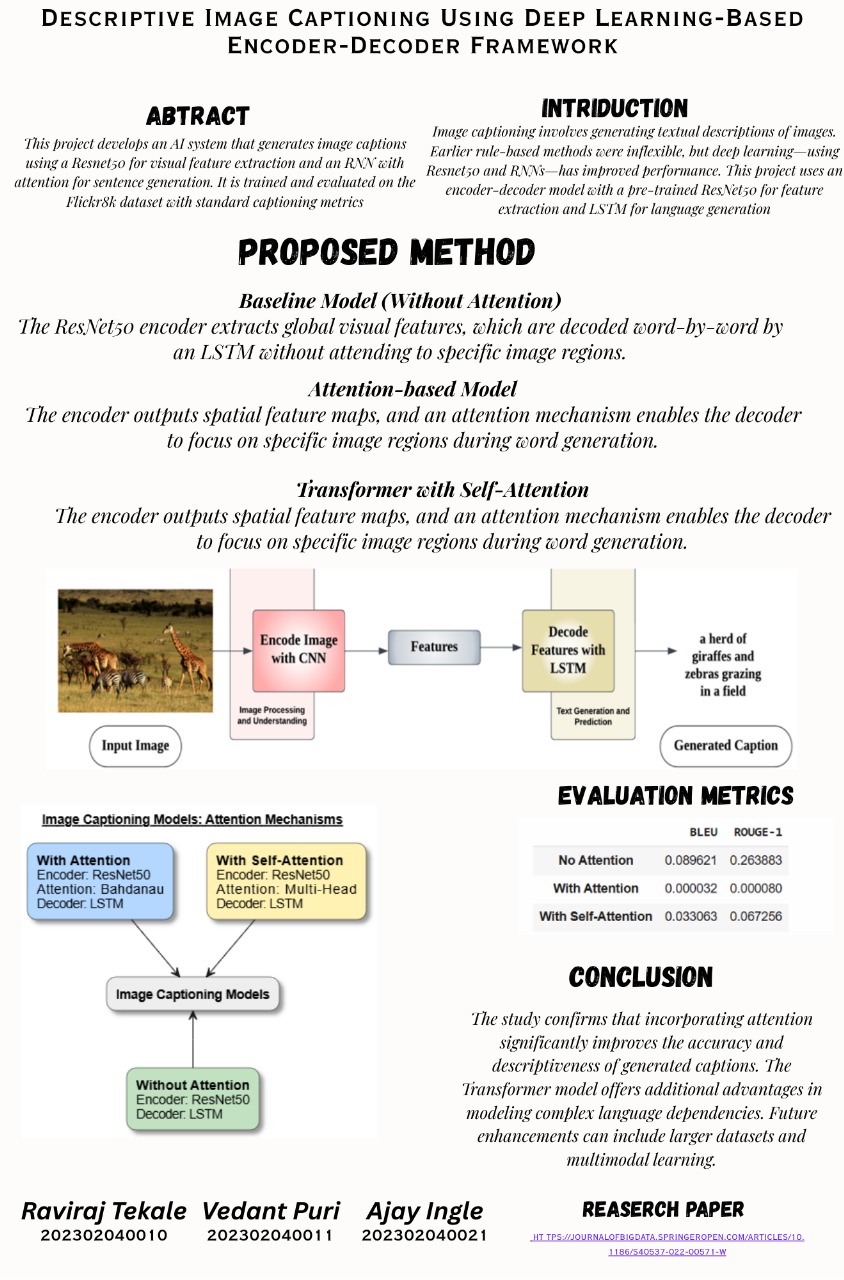 Descriptive Image Captioning Using Deep Learning-Based
Encoder-Decoder Framework
ABTRACT
This project develops an AI system that generates image captions
using a Resnet50 for visual feature extraction and an RNN with
attention for sentence generation. It is trained and evaluated on the
Flickr8k dataset with standard captioning metrics
INTRIDUCTION
Image captioning involves generating textual descriptions of images.
Earlier rule-based methods were inflexible, but deep learning—using
Resnet50 and RNNs—has improved performance. This project uses an
encoder-decoder model with a pre-trained ResNet50 for feature
extraction and LSTM for language generation
PROPOSED METHOD
Baseline Model (Without Attention)
The ResNet50 encoder extracts global visual features, which are decoded word-by-word by
an LSTM without attending to specific image regions.
Attention-based Model
The encoder outputs spatial feature maps, and an attention mechanism enables the decoder
to focus on specific image regions during word generation.
Transformer with Self-Attention
The encoder outputs spatial feature maps, and an attention mechanism enables the decoder
to focus on specific image regions during word generation.
Encode Image
with CNN
Image Processing
and Understanding
Features
Decode
Features with
LSTM
Text Generation and
Prediction
a herd of
giraffes and
zebras grazing
in a field
Input Image
Generated Caption
Image Captioning Models: Attention Mechanisms
With Attention
Encoder: ResNet50
Attention: Bahdanau
Decoder: LSTM
With Self-Attention
Encoder: ResNet50
Attention: Multi-Head
Decoder: LSTM
Image Captioning Models
Without Attention
Encoder: ResNet50
Decoder: LSTM
EVALUATION METRICS
BLEU ROUGE-1
No Attention 0.089621 0.263883
With Attention 0.000032 0.000080
With Self-Attention 0.033063 0.067256
CONCLUSION
The study confirms that incorporating attention
significantly improves the accuracy and
descriptiveness of generated captions. The
Transformer model offers additional advantages in
modeling complex language dependencies. Future
enhancements can include larger datasets and
multimodal learning.
Raviraj Tekale Vedant Puri Ajay Ingle
202302040010 202302040011 202302040021
REASERCH PAPER
HT TPS://JOURNALOFBIGDATA.SPRINGEROPEN.COM/ARTICLES/10.
1186/S40537-022-00571-W